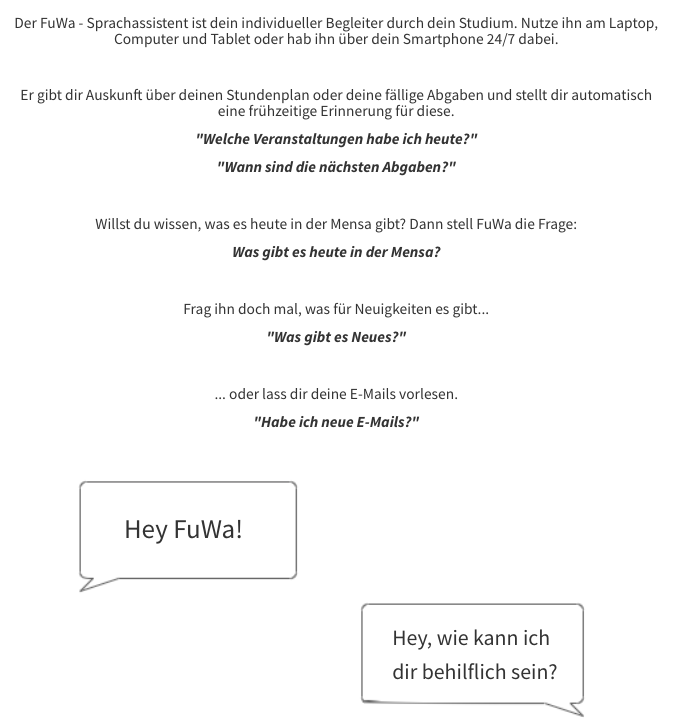 Der FuWa - Sprachassistent ist dein individueller Begleiter durch dein Studium. Nutze ihn am Laptop,
Computer und Tablet oder hab ihn über dein Smartphone 24/7 dabei.
Er gibt dir Auskunft über deinen Stundenplan oder deine fällige Abgaben und stellt dir automatisch
eine frühzeitige Erinnerung für diese.
"Welche Veranstaltungen habe ich heute?"
"Wann sind die nächsten Abgaben?"
Willst du wissen, was es heute in der Mensa gibt? Dann stell FuWa die Frage:
Was gibt es heute in der Mensa?
Frag ihn doch mal, was für Neuigkeiten es gibt...
"Was gibt es Neues?"
... oder lass dir deine E-Mails vorlesen.
"Habe ich neue E-Mails?"
Hey FuWa!
Hey, wie kann ich
dir behilflich sein?